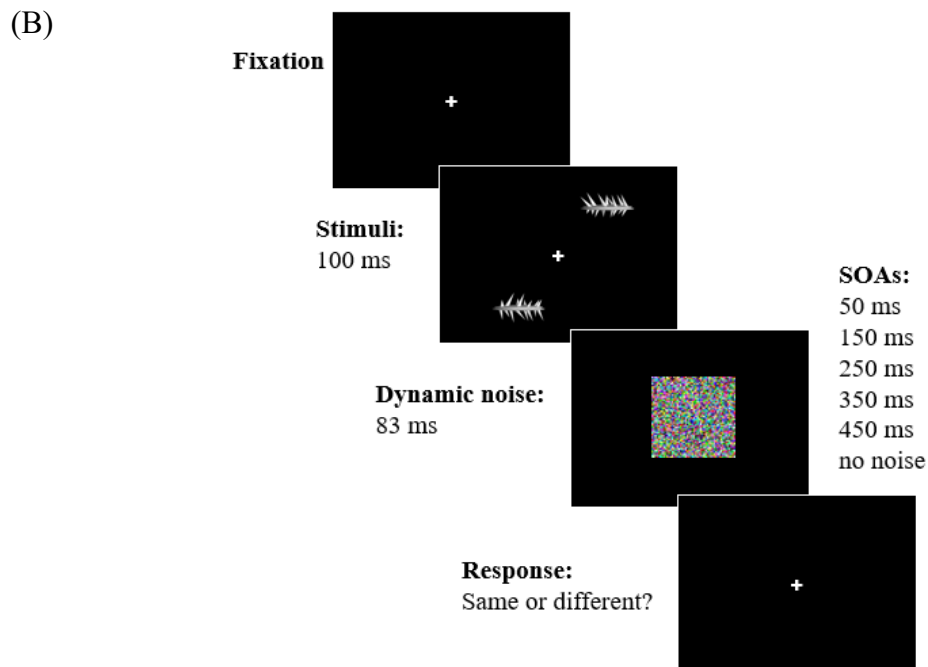 (B)
Fixation
Stimuli:
100 ms
SOAs:
50 ms
150 ms
250 ms
350 ms
450 ms
no noise
Dynamic noise:
83 ms
Response:
Same or different?